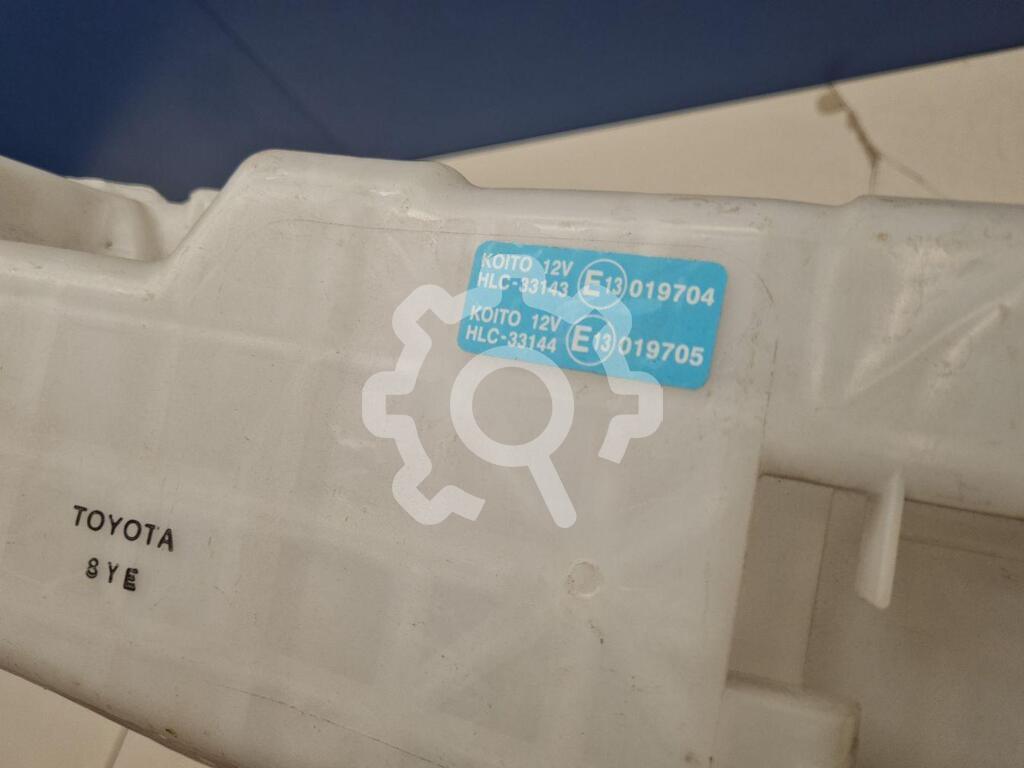 KOITO 12V
HLC-33143 E13 019704
KOITO 12V
HLC-33144 E13 019705
TOYOTA
8YE